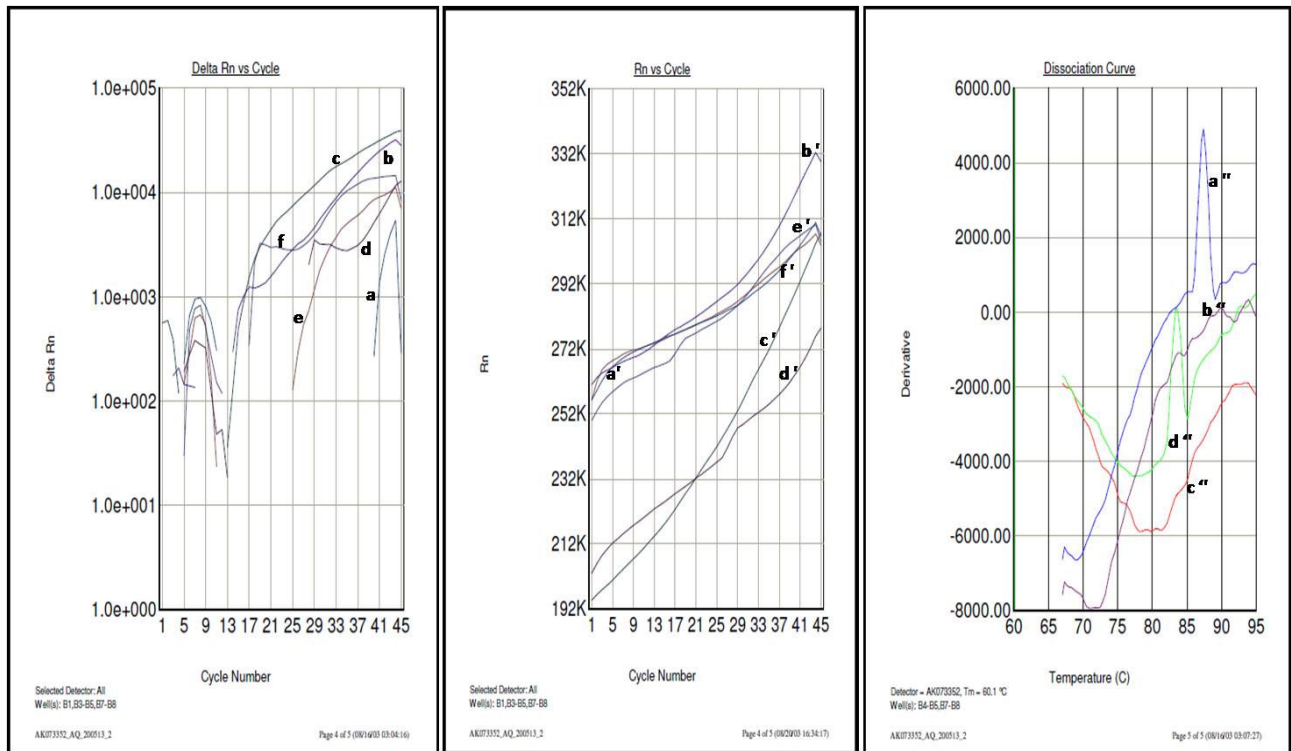 Delta Rn vs Cycle
1.0e+005
1.0e+004
1.0e+003
1.0e+002
1.0e+001
1.0e+000
Delta Rn
c
b
f
d
a
e
1 5 9 13 17 21 25 29 33 37 41 45
Cycle Number
Selected Detector: All
Well(s): B1,B3-B5,B7-B8
AK073352_AQ_200513_2
Page 4 of 5 (08/16/03 03:04:16)
Rn vs Cycle
352K
332K
312K
292K
272K
252K
232K
212K
192K
Rn
b'
e'
f'
c'
a'
d'
1 5 9 13 17 21 25 29 33 37 41 45
Cycle Number
Selected Detector: All
Well(s): B1,B3-B5,B7-B8
AK073352_AQ_200513_2
Page 4 of 5 (08/20/03 16:34:17)
Dissociation Curve
6000.00
4000.00
2000.00
0.00
-2000.00
-4000.00
-6000.00
-8000.00
Derivative
a"
b"
d"
c"
60 65 70 75 80 85 90 95
Temperature (C)
Detector = AK073352, Tm = 60.1 °C
Well(s): B4-B5,B7-B8
AK073352_AQ_200513_2
Page 5 of 5 (08/16/03 03:07:27)